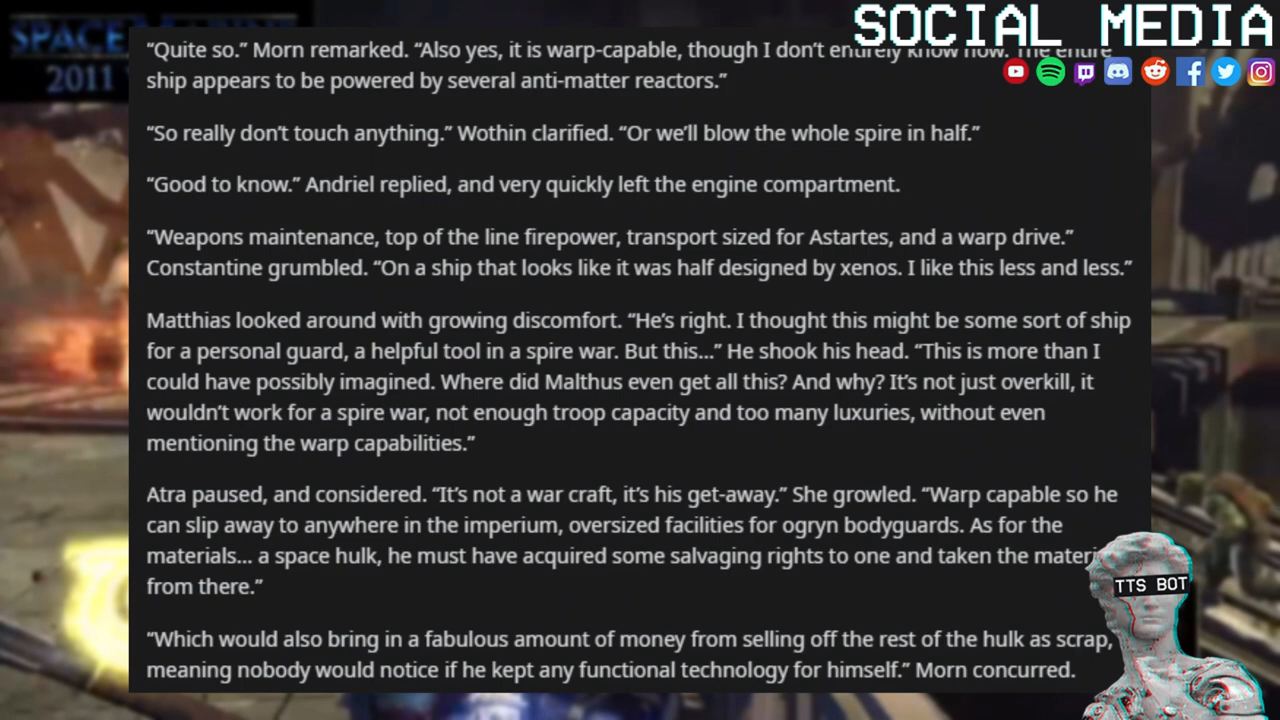 SOCIAL MEDIA
SPACE
2011
“Quite so.” Morn remarked. “Also yes, it is warp-capable, though I don’t entirely know how. The entire
ship appears to be powered by several anti-matter reactors.”
“So really don’t touch anything.” Wothin clarified. “Or we’ll blow the whole spire in half.”
“Good to know.” Andriel replied, and very quickly left the engine compartment.
“Weapons maintenance, top of the line firepower, transport sized for Astartes, and a warp drive.”
Constantine grumbled. “On a ship that looks like it was half designed by xenos. I like this less and less.”
Matthias looked around with growing discomfort. “He’s right. I thought this might be some sort of ship
for a personal guard, a helpful tool in a spire war. But this...” He shook his head. “This is more than I
could have possibly imagined. Where did Malthus even get all this? And why? It’s not just overkill, it
wouldn’t work for a spire war, not enough troop capacity and too many luxuries, without even
mentioning the warp capabilities.”
Atra paused, and considered. “It’s not a war craft, it’s his get-away.” She growled. “Warp capable so he
can slip away to anywhere in the imperium, oversized facilities for ogryn bodyguards. As for the
materials... a space hulk, he must have acquired some salvaging rights to one and taken the materi
from there.”
“Which would also bring in a fabulous amount of money from selling off the rest of the hulk as scrap,
meaning nobody would notice if he kept any functional technology for himself.” Morn concurred.
TTS BOT